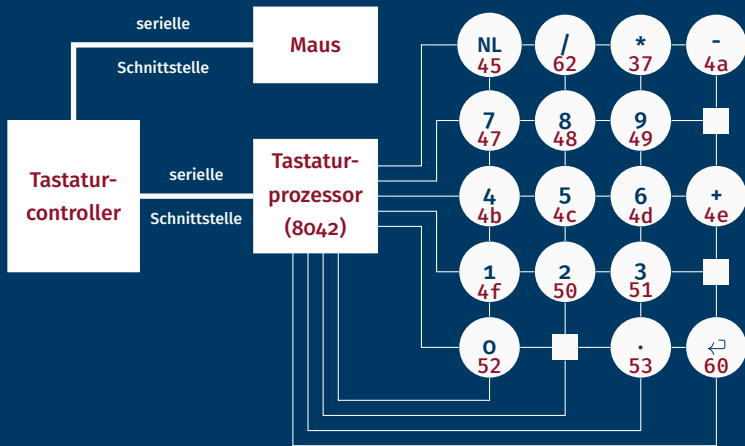 serielle
Schnittstelle
Maus
Tastatur-
controller
serielle
Schnittstelle
Tastatur-
prozessor
(8042)
NL / * -
45 62 37 4a
7 8 9
47 48 49
4 5 6 +
4b 4c 4d 4e
1 2 3
4f 50 51
0 . ↵
52 53 60